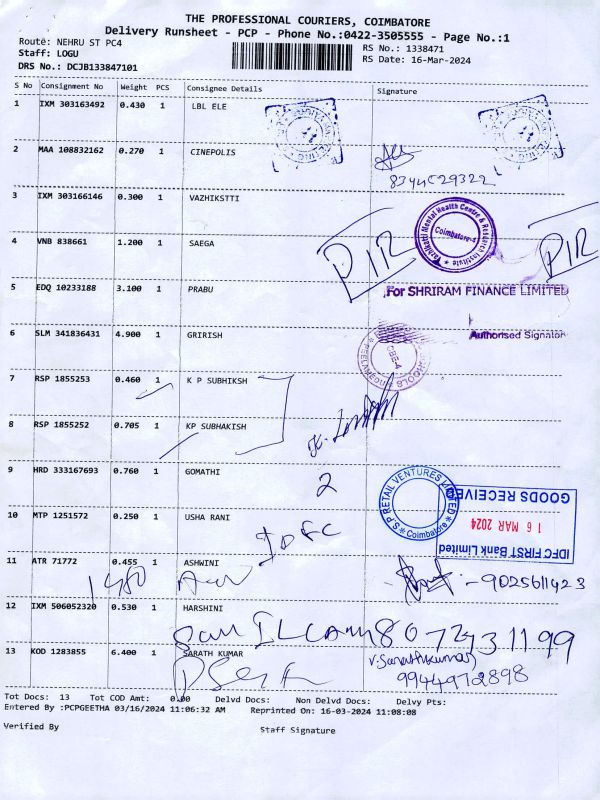 THE PROFESSIONAL COURIERS, COIMBATORE
Delivery Runsheet - PCP - Phone No.:0422-3505555 - Page No.:1
Route: NEHRU ST PC4
RS No.: 1338471
Staff: LOGU
RS Date: 16-Mar-2024
DRS No.: DCJB133847101
S No Consignment No Weight PCS Consignee Details Signature
1 IXM 303163492 0.430 1 LBL ELE
2 MAA 108832162 0.270 1 CINEPOLIS
8344529322
3 IXM 303166146 0.300 1 VAZHIKSTTI
Coimbatore-4
4 VNB 838661 1.200 1 SAEGA
5 EDQ 10233188 3.100 1 PRABU
For SHRIRAM FINANCE LIMITED
6 SLM 341836431 4.900 1 GRIRISH
Authorised Signator
CBE-4
7 RSP 1855253 0.460 1 K P SUBHIKSH
8 RSP 1855252 0.705 1 KP SUBHAKISH
9 HRD 333167693 0.760 1 GOMATHI
2
P.S.P RETAIL VENTURES LIMITED
Coimbatore
GOODS RECEIVE
16 MAR 2024
IDFC FIRST Bank Limited
10 MTP 1251572 0.250 1 USHA RANI
IDFC
11 ATR 71772 0.455 1 ASHWINI
1480
9025611423
12 IXM 506052320 0.530 1 HARSHINI
8072731199
13 KOD 1283855 6.400 1 SARATH KUMAR
V.Sarathkumar
9944972898
Tot Docs: 13 Tot COD Amt: 0.00 Delvd Docs: Non Delvd Docs: Delvy Pts:
Entered By :PCPGEETHA 03/16/2024 11:06:32 AM Reprinted On: 16-03-2024 11:08:08
Verified By
Staff Signature